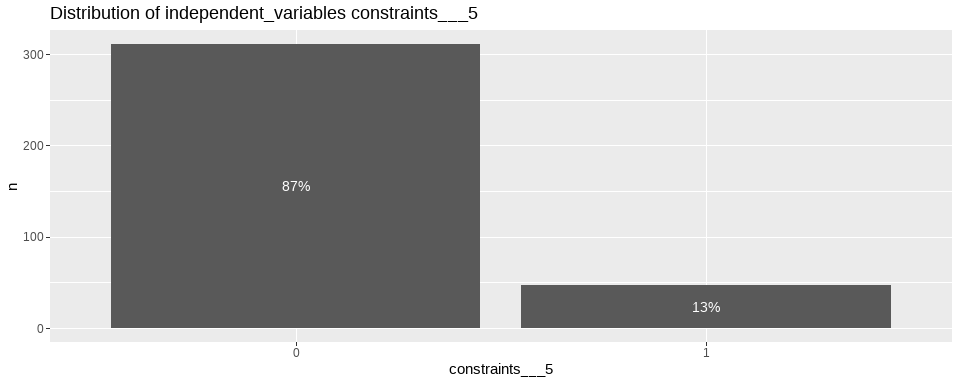 Distribution of independent_variables constraints___5
300
200
100
0
n
87%
13%
0
1
constraints___5